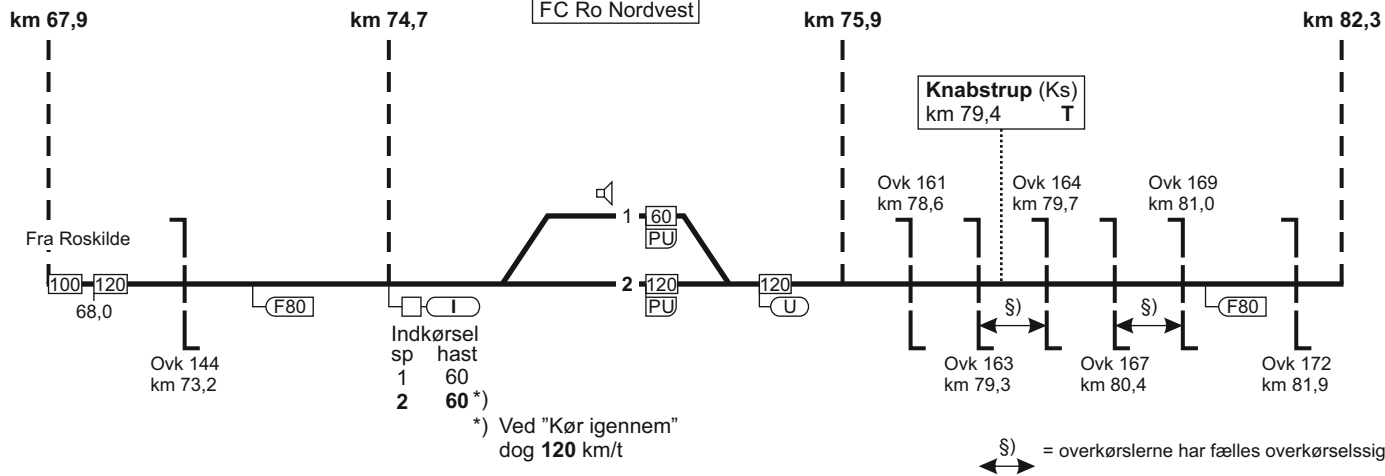 FC Ro Nordvest
km 67,9
km 74,7
km 75,9
km 82,3
Knabstrup (Ks)
km 79,4 T
Ovk 161
km 78,6
Ovk 164
km 79,7
Ovk 169
km 81,0
Fra Roskilde
1 60
PU
100 120
68,0
2 120
PU
120
U
F80
I
§)
§)
F80
Ovk 144
km 73,2
Indkørsel
sp hast
1 60
2 60 *)
*) Ved ”Kør igennem”
dog 120 km/t
Ovk 163
km 79,3
Ovk 167
km 80,4
Ovk 172
km 81,9
§) = overkørslerne har fælles overkørselssig